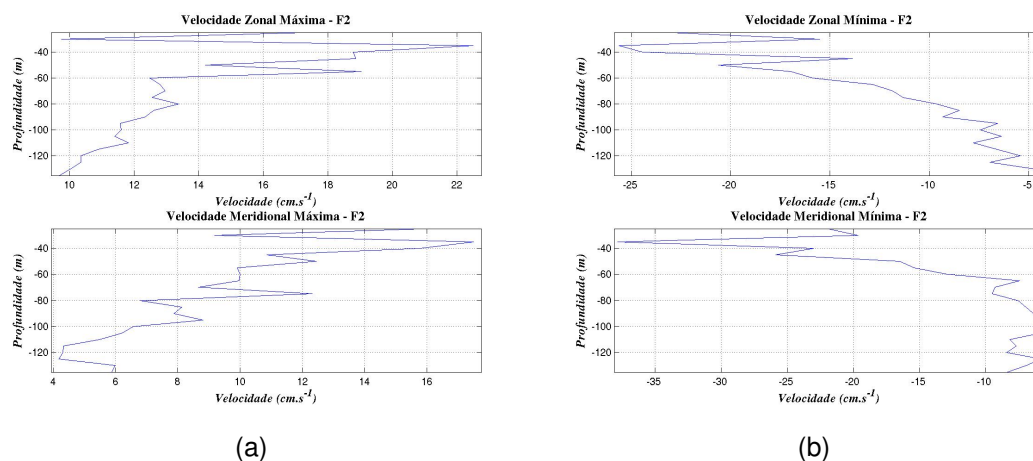 Velocidade Zonal Máxima - F2
Profundidade (m)
-40
-60
-80
-100
-120
10 12 14 16 18 20 22
Velocidade (cm.s⁻¹)
Velocidade Meridional Máxima - F2
Profundidade (m)
-40
-60
-80
-100
-120
4 6 8 10 12 14 16
Velocidade (cm.s⁻¹)
(a)
Velocidade Zonal Mínima - F2
Profundidade (m)
-40
-60
-80
-100
-120
-25 -20 -15 -10 -5
Velocidade (cm.s⁻¹)
Velocidade Meridional Mínima - F2
Profundidade (m)
-40
-60
-80
-100
-120
-35 -30 -25 -20 -15 -10
Velocidade (cm.s⁻¹)
(b)